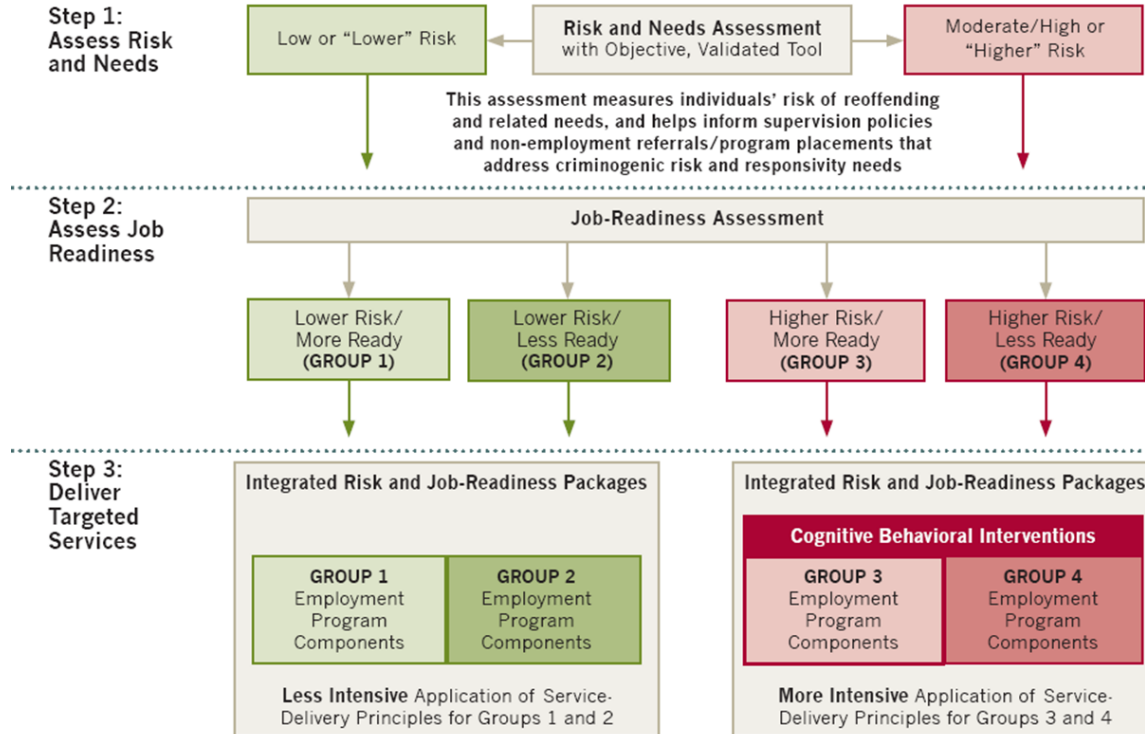 Step 1:
Assess Risk
and Needs
Low or “Lower” Risk
Risk and Needs Assessment
with Objective, Validated Tool
Moderate/High or
“Higher” Risk
This assessment measures individuals’ risk of reoffending
and related needs, and helps inform supervision policies
and non-employment referrals/program placements that
address criminogenic risk and responsivity needs
Step 2:
Assess Job
Readiness
Job-Readiness Assessment
Lower Risk/
More Ready
(GROUP 1)
Lower Risk/
Less Ready
(GROUP 2)
Higher Risk/
More Ready
(GROUP 3)
Higher Risk/
Less Ready
(GROUP 4)
Step 3:
Deliver
Targeted
Services
Integrated Risk and Job-Readiness Packages
GROUP 1
Employment
Program
Components
GROUP 2
Employment
Program
Components
Less Intensive Application of Service-
Delivery Principles for Groups 1 and 2
Integrated Risk and Job-Readiness Packages
Cognitive Behavioral Interventions
GROUP 3
Employment
Program
Components
GROUP 4
Employment
Program
Components
More Intensive Application of Service-
Delivery Principles for Groups 3 and 4